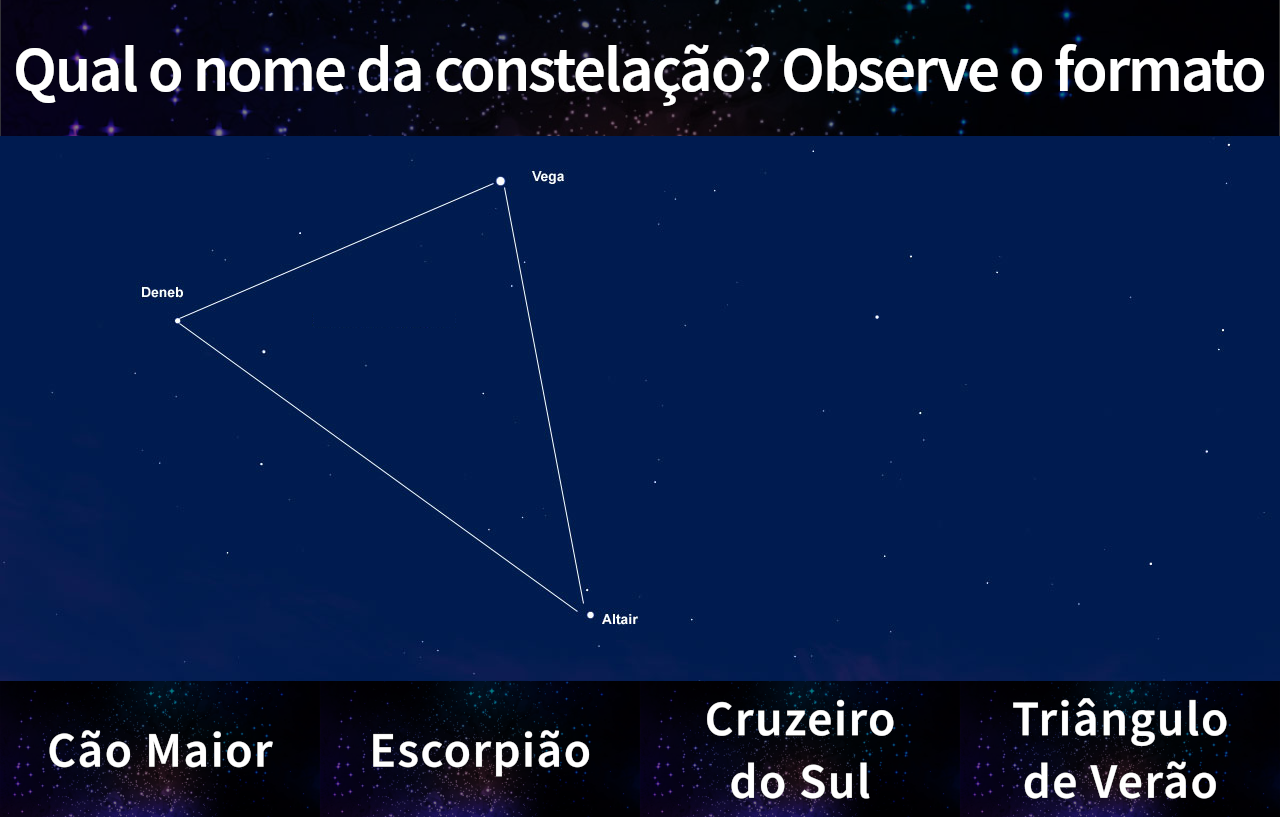 Qual o nome da constelação? Observe o formato
Vega
Deneb
Altair
Cão Maior
Escorpião
Cruzeiro
do Sul
Triângulo
de Verão